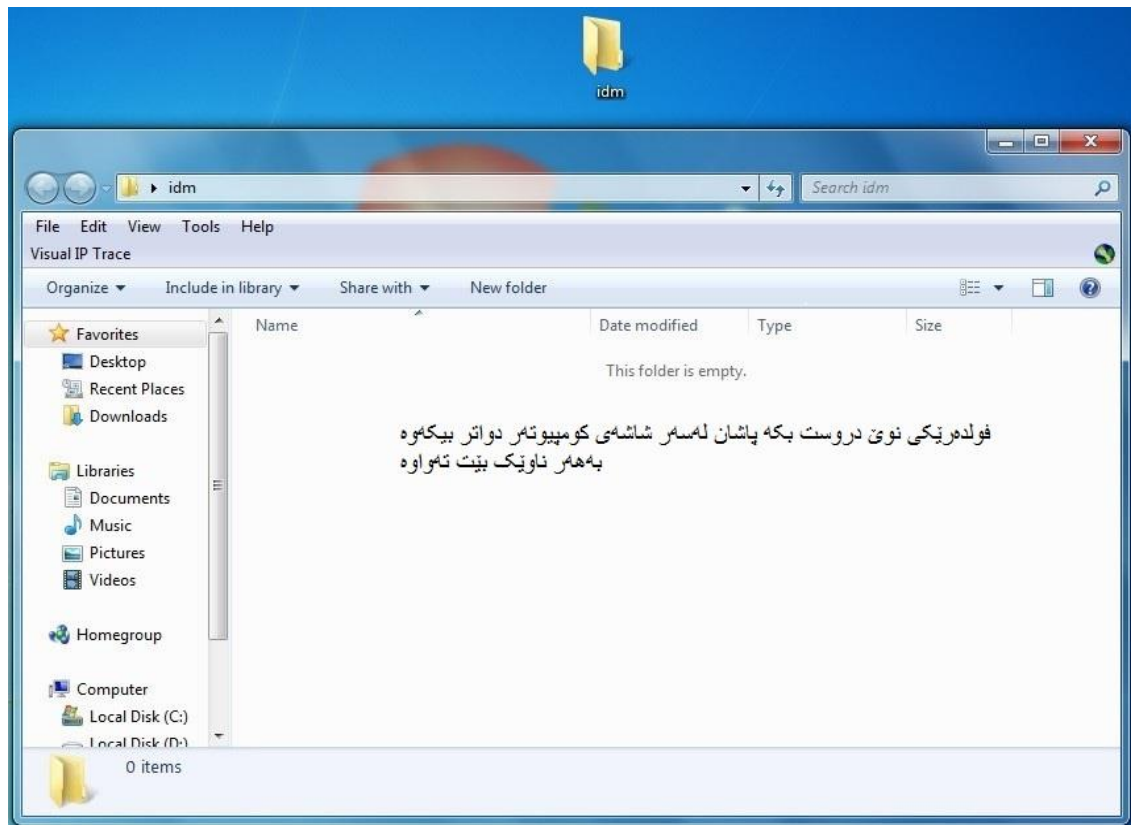 idm
idm
Search idm
File Edit View Tools Help
Visual IP Trace
Organize Include in library Share with New folder
Name Date modified Type Size
This folder is empty.
Favorites
Desktop
Recent Places
Downloads
Libraries
Documents
Music
Pictures
Videos
Homegroup
Computer
Local Disk (C:)
Local Disk (D:)
فولدەرێکی نوێ دروست بکە پاشان لەسەر شاشەی کومپیوتەر دواتر بیکەوە
بەهەر ناوێک بێت تەواوە
0 items